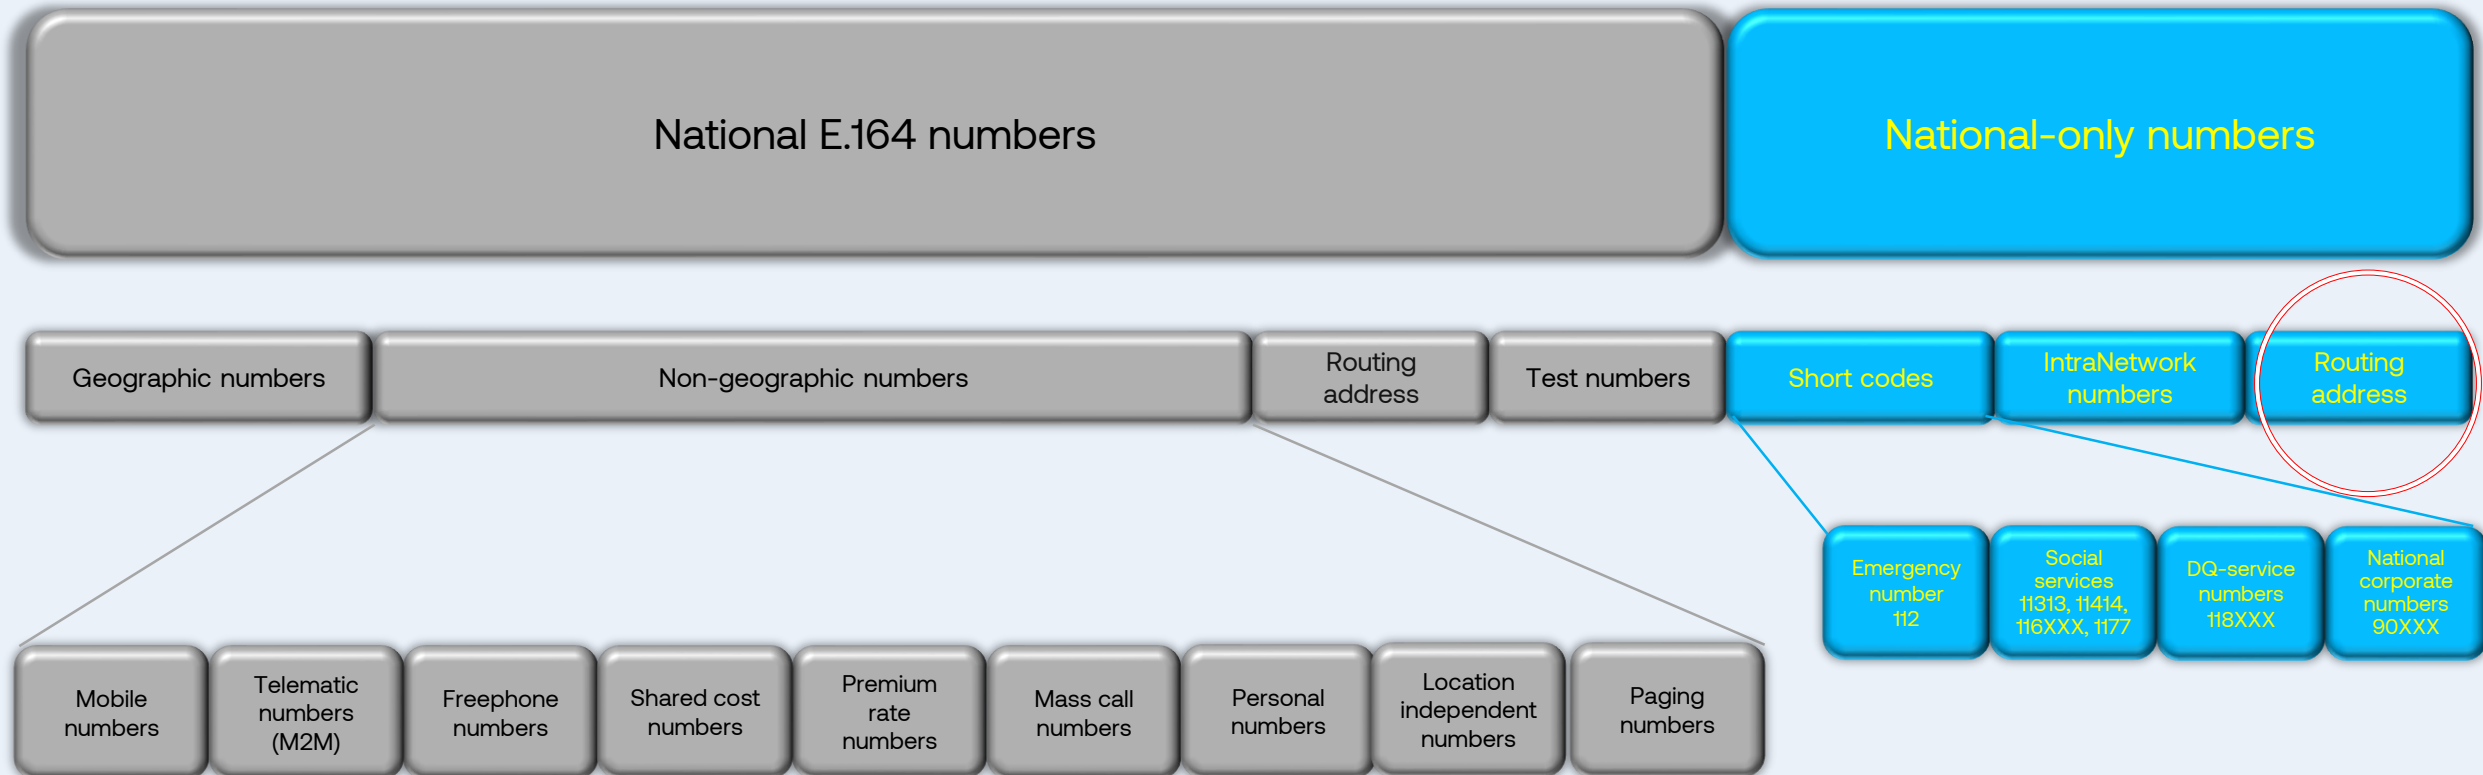 National E.164 numbers
National-only numbers
Geographic numbers
Non-geographic numbers
Routing
address
Test numbers
Short codes
IntraNetwork
numbers
Routing
address
Emergency
number
112
Social
services
11313, 11414,
116XXX, 1177
DQ-service
numbers
118XXX
National
corporate
numbers
90XXX
Mobile
numbers
Telematic
numbers
(M2M)
Freephone
numbers
Shared cost
numbers
Premium
rate
numbers
Mass call
numbers
Personal
numbers
Location
independent
numbers
Paging
numbers